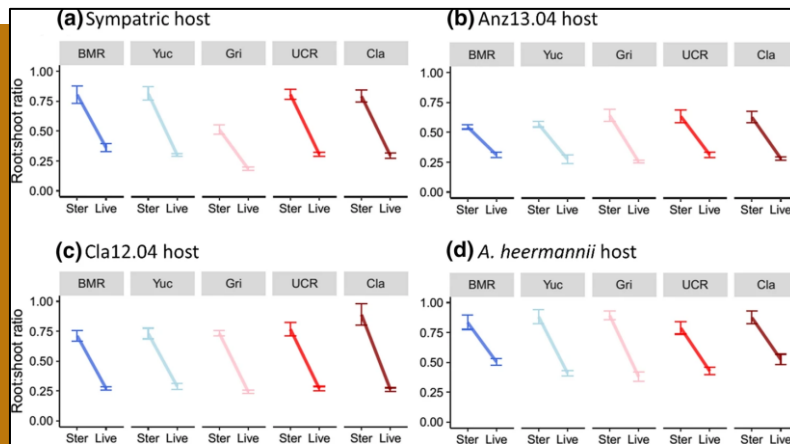 (a) Sympatric host
BMR Yuc Gri UCR Cla
Root:shoot ratio
1.00
0.75
0.50
0.25
0.00
Ster Live Ster Live Ster Live Ster Live Ster Live
(b) Anz13.04 host
BMR Yuc Gri UCR Cla
1.00
0.75
0.50
0.25
0.00
Ster Live Ster Live Ster Live Ster Live Ster Live
(c) Cla12.04 host
BMR Yuc Gri UCR Cla
Root:shoot ratio
1.00
0.75
0.50
0.25
0.00
Ster Live Ster Live Ster Live Ster Live Ster Live
(d) A. heermannii host
BMR Yuc Gri UCR Cla
1.00
0.75
0.50
0.25
0.00
Ster Live Ster Live Ster Live Ster Live Ster Live